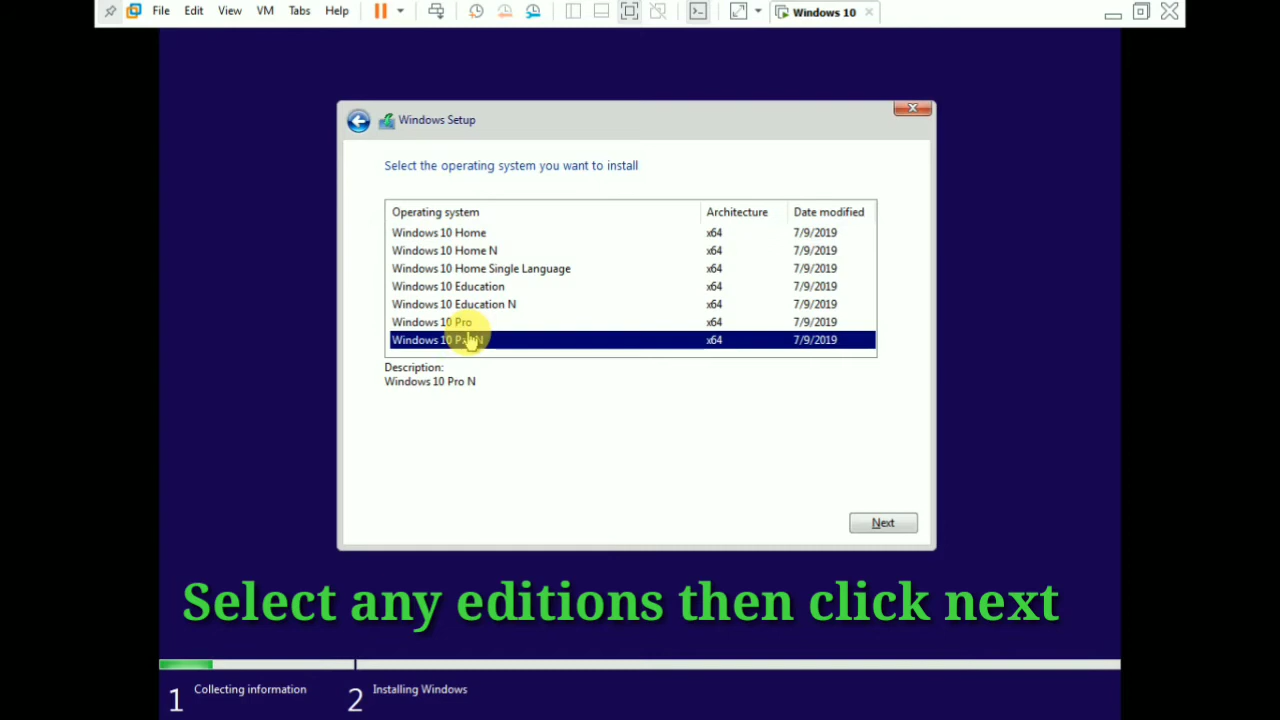 File Edit View VM Tabs Help Windows 10
Windows Setup
Select the operating system you want to install
Operating system Architecture Date modified
Windows 10 Home x64 7/9/2019
Windows 10 Home N x64 7/9/2019
Windows 10 Home Single Language x64 7/9/2019
Windows 10 Education x64 7/9/2019
Windows 10 Education N x64 7/9/2019
Windows 10 Pro x64 7/9/2019
Windows 10 Pro N x64 7/9/2019
Description:
Windows 10 Pro N
Next
Select any editions then click next
1 Collecting information 2 Installing Windows